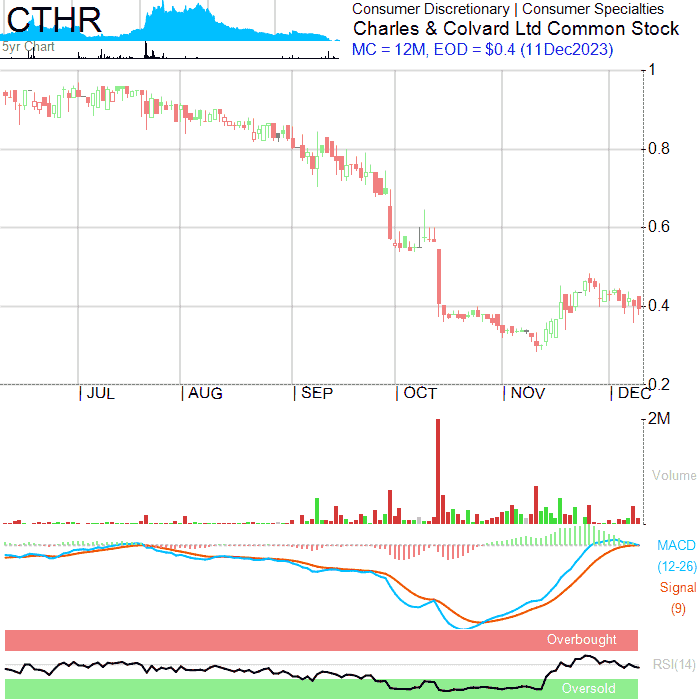 CTHR
5yr Chart
Consumer Discretionary | Consumer Specialties
Charles & Colvard Ltd Common Stock
MC = 12M, EOD = $0.4 (11Dec2023)
1
0.8
0.6
0.4
0.2
| JUL | AUG | SEP | OCT | NOV | DEC
2M
Volume
MACD
(12-26)
Signal
(9)
Overbought
RSI(14)
Oversold